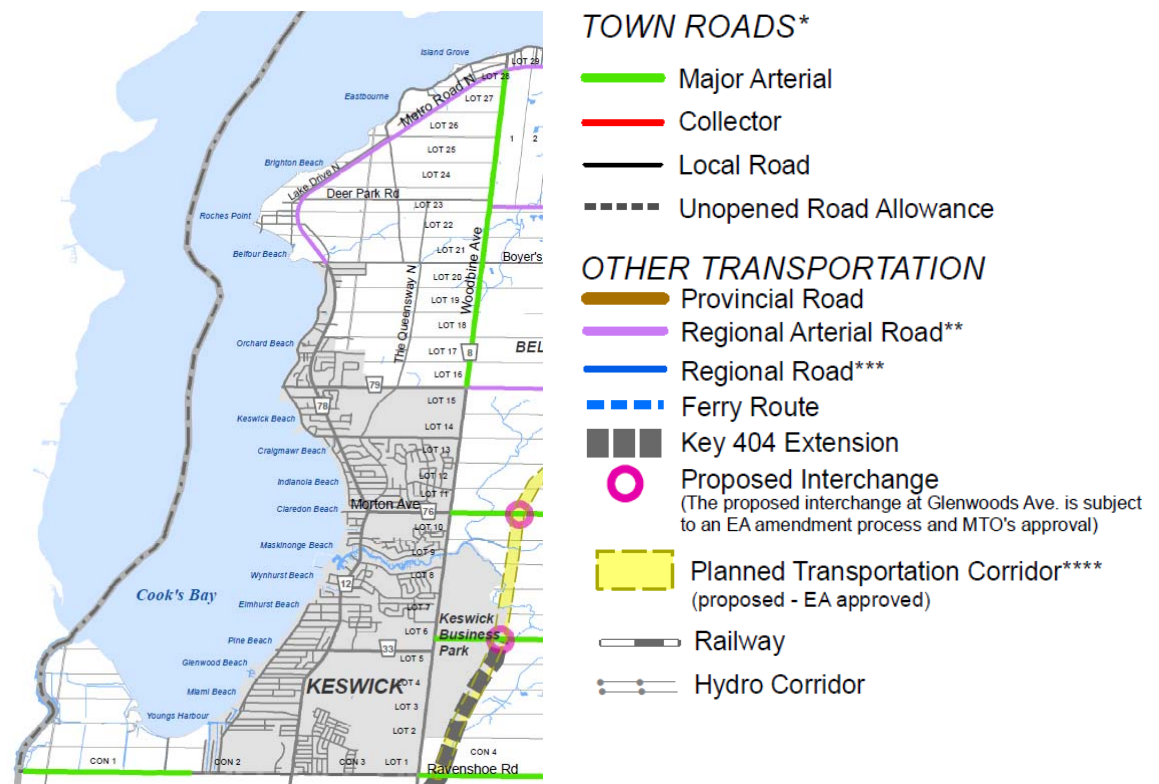 Island Grove
LOT 29
LOT 28
Metro Road N
LOT 27
Eastbourne
LOT 26
1
2
LOT 25
Brighton Beach
LOT 24
Lake Drive N
Deer Park Rd
LOT 23
Roches Point
LOT 22
Belfour Beach
LOT 21
Boyer's
LOT 20
The Queensway N
Woodbine Ave
LOT 19
LOT 18
Orchard Beach
LOT 17
8
BEL
LOT 16
79
LOT 15
78
Keswick Beach
LOT 14
Craigmawr Beach
LOT 13
LOT 12
Indianola Beach
LOT 11
Claredon Beach
Morton Ave
76
LOT 10
Maskinonge Beach
LOT 9
Wynhurst Beach
LOT 8
12
Cook's Bay
Elmhurst Beach
LOT 7
Keswick
Business
Park
LOT 6
Pine Beach
33
LOT 5
Glenwood Beach
KESWICK
LOT 4
Miami Beach
LOT 3
Youngs Harbour
LOT 2
CON 1
CON 2
CON 3
LOT 1
CON 4
Ravenshoe Rd
TOWN ROADS*
Major Arterial
Collector
Local Road
Unopened Road Allowance
OTHER TRANSPORTATION
Provincial Road
Regional Arterial Road**
Regional Road***
Ferry Route
Key 404 Extension
Proposed Interchange
(The proposed interchange at Glenwoods Ave. is subject
to an EA amendment process and MTO's approval)
Planned Transportation Corridor****
(proposed - EA approved)
Railway
Hydro Corridor